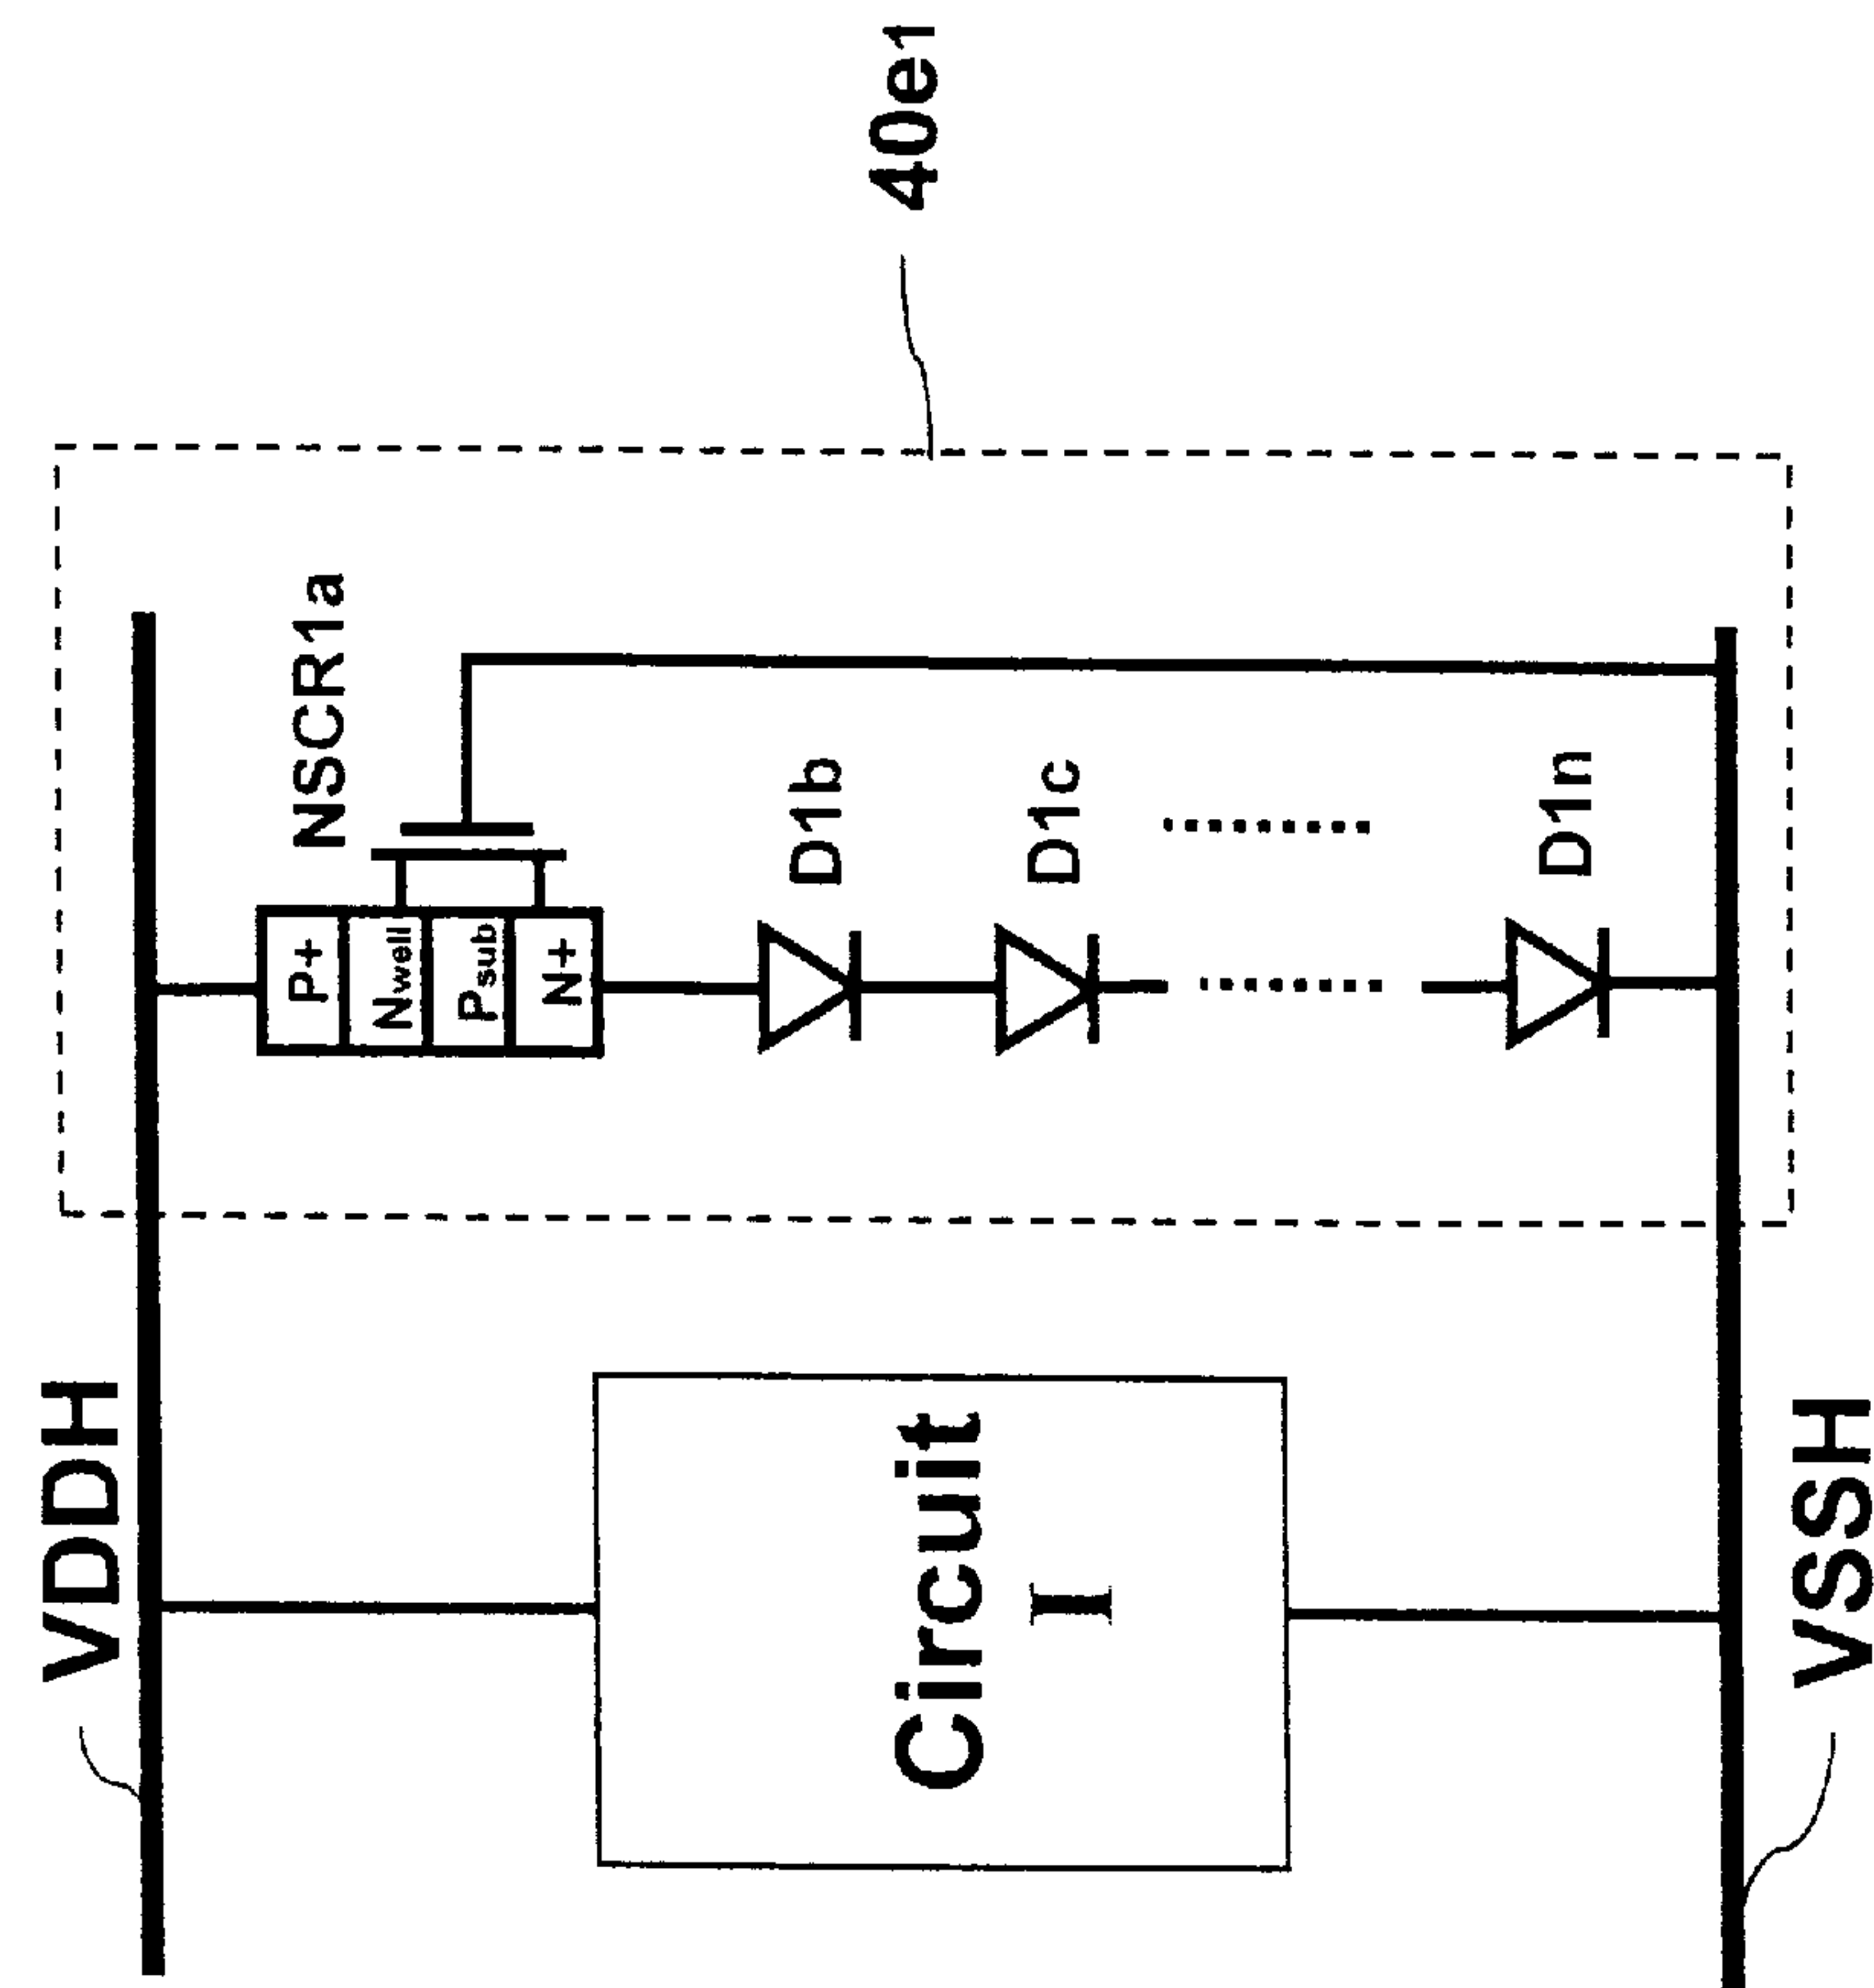 40e1
VDDH
NSCR1a
P+
Nwell
Psub
N+
D1b
D1c
D1n
Circuit
I
VSSH